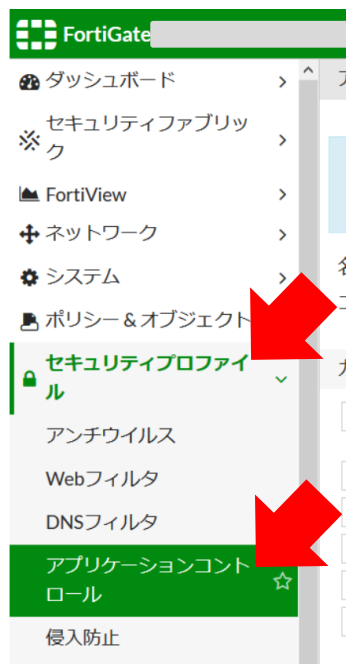 FortiGate
ダッシュボード
セキュリティファブリッ
ク
FortiView
ネットワーク
システム
ポリシー & オブジェクト
セキュリティプロファイ
ル
アンチウイルス
Webフィルタ
DNSフィルタ
アプリケーションコント
ロール
侵入防止